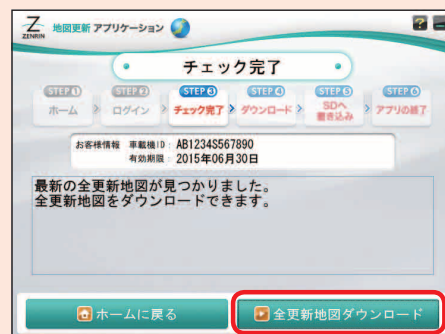 ZENRIN 地図更新 アプリケーション
チェック完了
STEP① STEP② STEP③ STEP④ STEP⑤ STEP⑥
ホーム > ログイン > チェック完了 > ダウンロード > SDへ書き込み > アプリの終了
お客様情報 車載機ID: AB1234S567890
有効期限: 2015年06月30日
最新の全更新地図が見つかりました。
全更新地図をダウンロードできます。
ホームに戻る
全更新地図ダウンロード